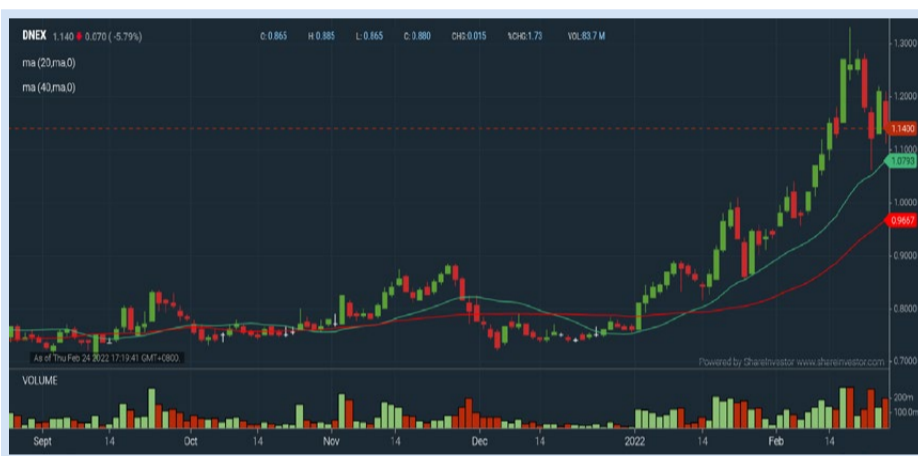 DNEX 1.140 0.070 (-5.79%) O:0.865 H:0.885 L:0.865 C:0.880 CHG:0.015 %CHG:1.73 VOL:83.7 M
ma (20,ma,0)
ma (40,ma,0)
1.3000
1.2000
1.1400
1.1000
1.0793
1.0000
0.9667
0.9000
0.8000
As of Thu Feb 24 2022 17:19:41 GMT+0800
Powered by ShareInvestor www.shareinvestor.com
0.7000
VOLUME
200m
100.0m
Sept 14 Oct 14 Nov 14 Dec 14 2022 14 Feb 14